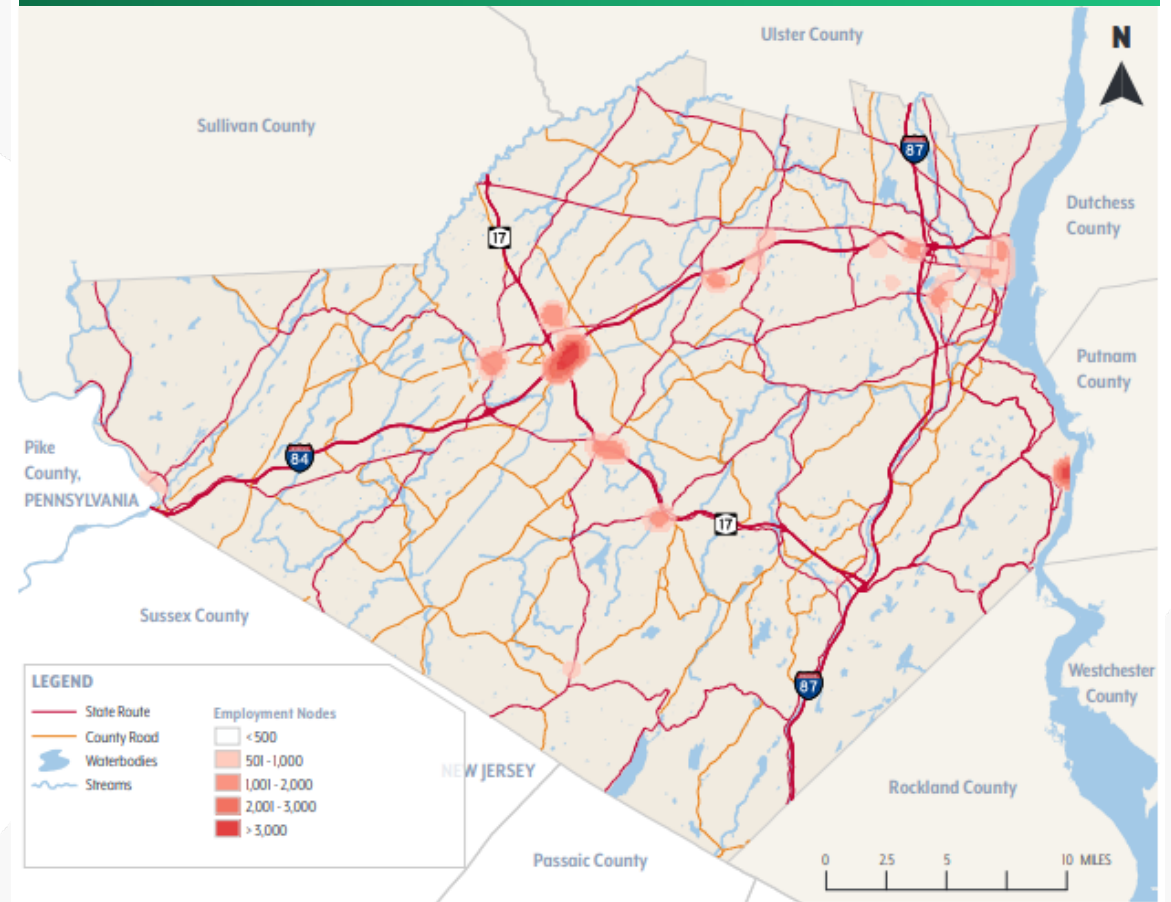 Ulster County
N
Sullivan County
87
Dutchess
County
17
Putnam
County
Pike
County,
PENNSYLVANIA
84
17
Sussex County
Westchester
County
87
LEGEND
State Route
County Road
Waterbodies
Streams
Employment Nodes
<500
501 - 1,000
1,001 - 2,000
2,001 - 3,000
>3,000
NEW JERSEY
Rockland County
Passaic County
0 2.5 5 10 MILES